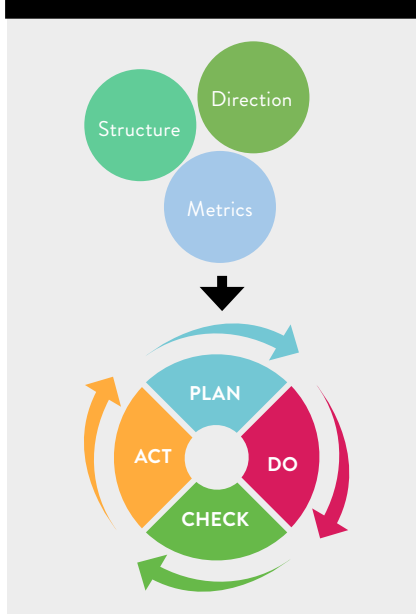 Direction
Structure
Metrics
PLAN
ACT
DO
CHECK